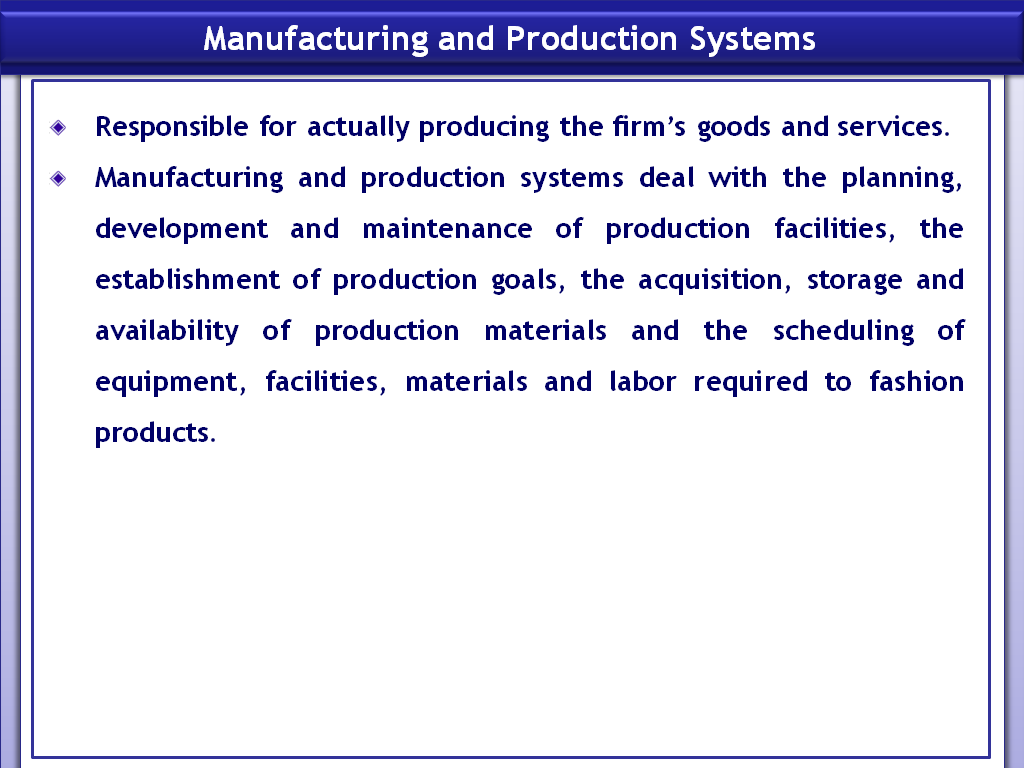 Manufacturing and Production Systems
Responsible for actually producing the firm’s goods and services.
Manufacturing and production systems deal with the planning,
development and maintenance of production facilities, the
establishment of production goals, the acquisition, storage and
availability of production materials and the scheduling of
equipment, facilities, materials and labor required to fashion
products.